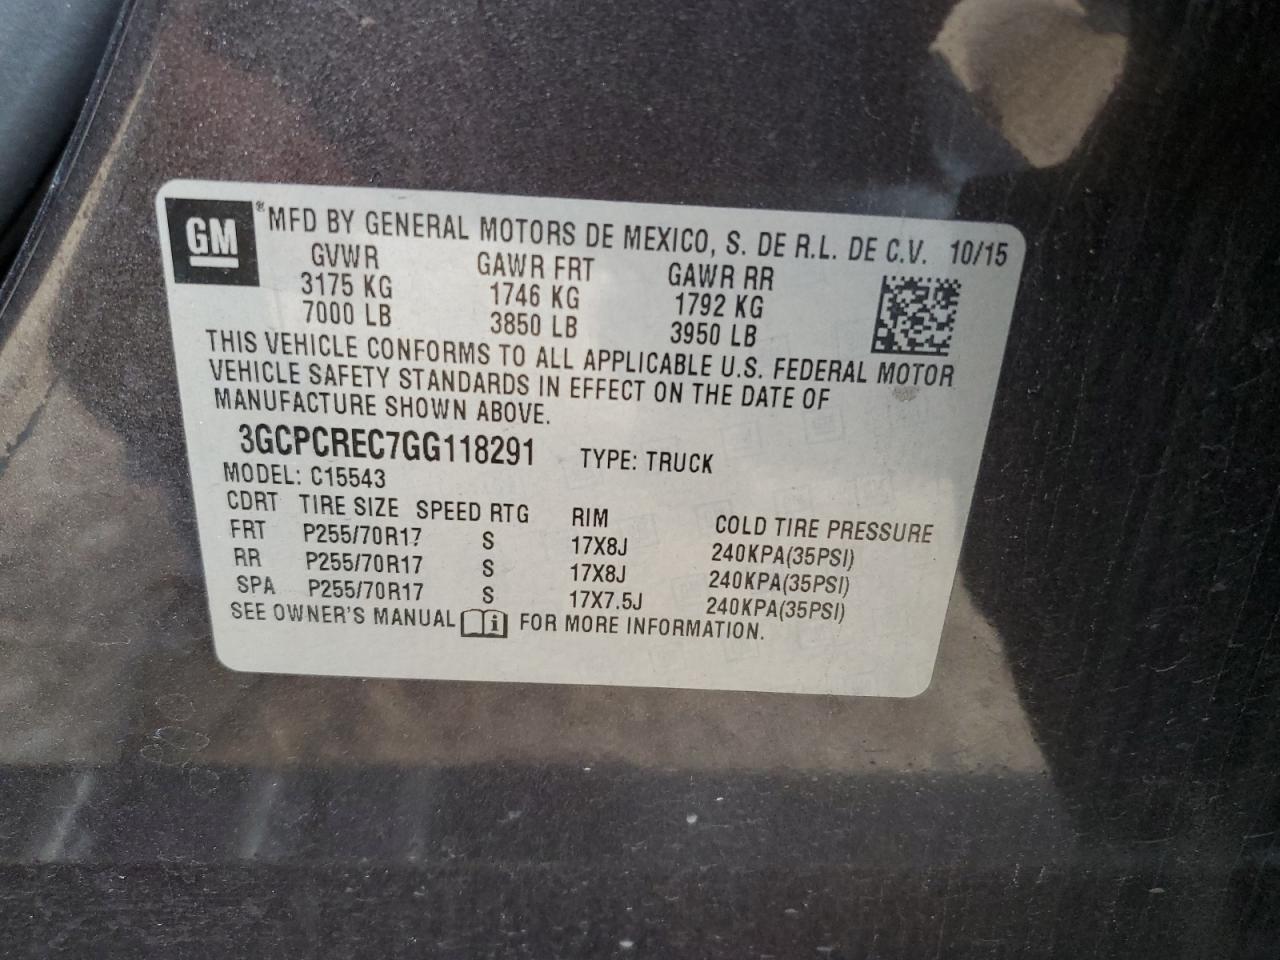 GM ® MFD BY GENERAL MOTORS DE MEXICO, S. DE R.L. DE C.V. 10/15
GVWR GAWR FRT GAWR RR
3175 KG 1746 KG 1792 KG
7000 LB 3850 LB 3950 LB
THIS VEHICLE CONFORMS TO ALL APPLICABLE U.S. FEDERAL MOTOR
VEHICLE SAFETY STANDARDS IN EFFECT ON THE DATE OF
MANUFACTURE SHOWN ABOVE.
3GCPCREC7GG118291 TYPE: TRUCK
MODEL: C15543
CDRT TIRE SIZE SPEED RTG RIM COLD TIRE PRESSURE
FRT P255/70R17 S 17X8J 240KPA(35PSI)
RR P255/70R17 S 17X8J 240KPA(35PSI)
SPA P255/70R17 S 17X7.5J 240KPA(35PSI)
SEE OWNER'S MANUAL i FOR MORE INFORMATION.